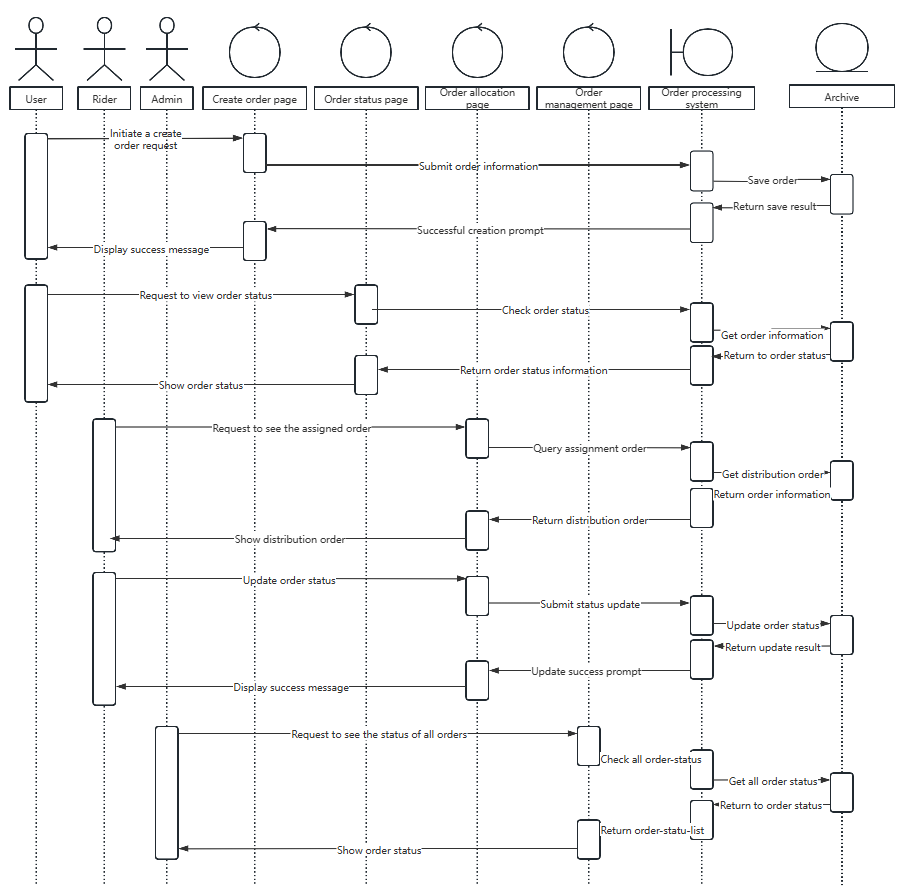 User
Rider
Admin
Create order page
Order status page
Order allocation
page
Order
management page
Order processing
system
Archive
Initiate a create
order request
Submit order information
Save order
Return save result
Successful creation prompt
Display success message
Request to view order status
Check order status
Get order information
Return to order status
Return order status information
Show order status
Request to see the assigned order
Query assignment order
Get distribution order
Return order information
Return distribution order
Show distribution order
Update order status
Submit status update
Update order status
Return update result
Update success prompt
Display success message
Request to see the status of all orders
Check all order-status
Get all order status
Return to order status
Return order-statu-list
Show order status